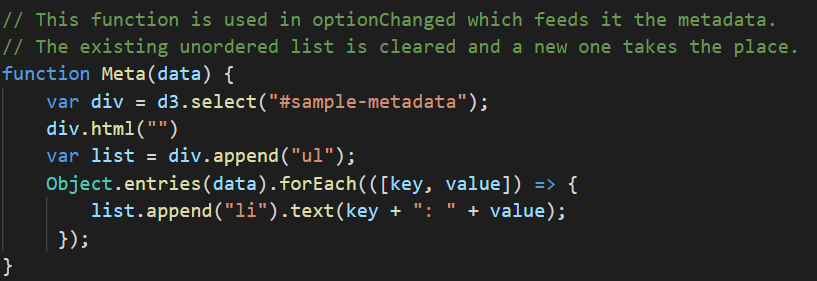 // This function is used in optionChanged which feeds it the metadata.
// The existing unordered list is cleared and a new one takes the place.
function Meta(data) {
    var div = d3.select("#sample-metadata");
    div.html("")
    var list = div.append("ul");
    Object.entries(data).forEach(([key, value]) => {
        list.append("li").text(key + ": " + value);
     });
}